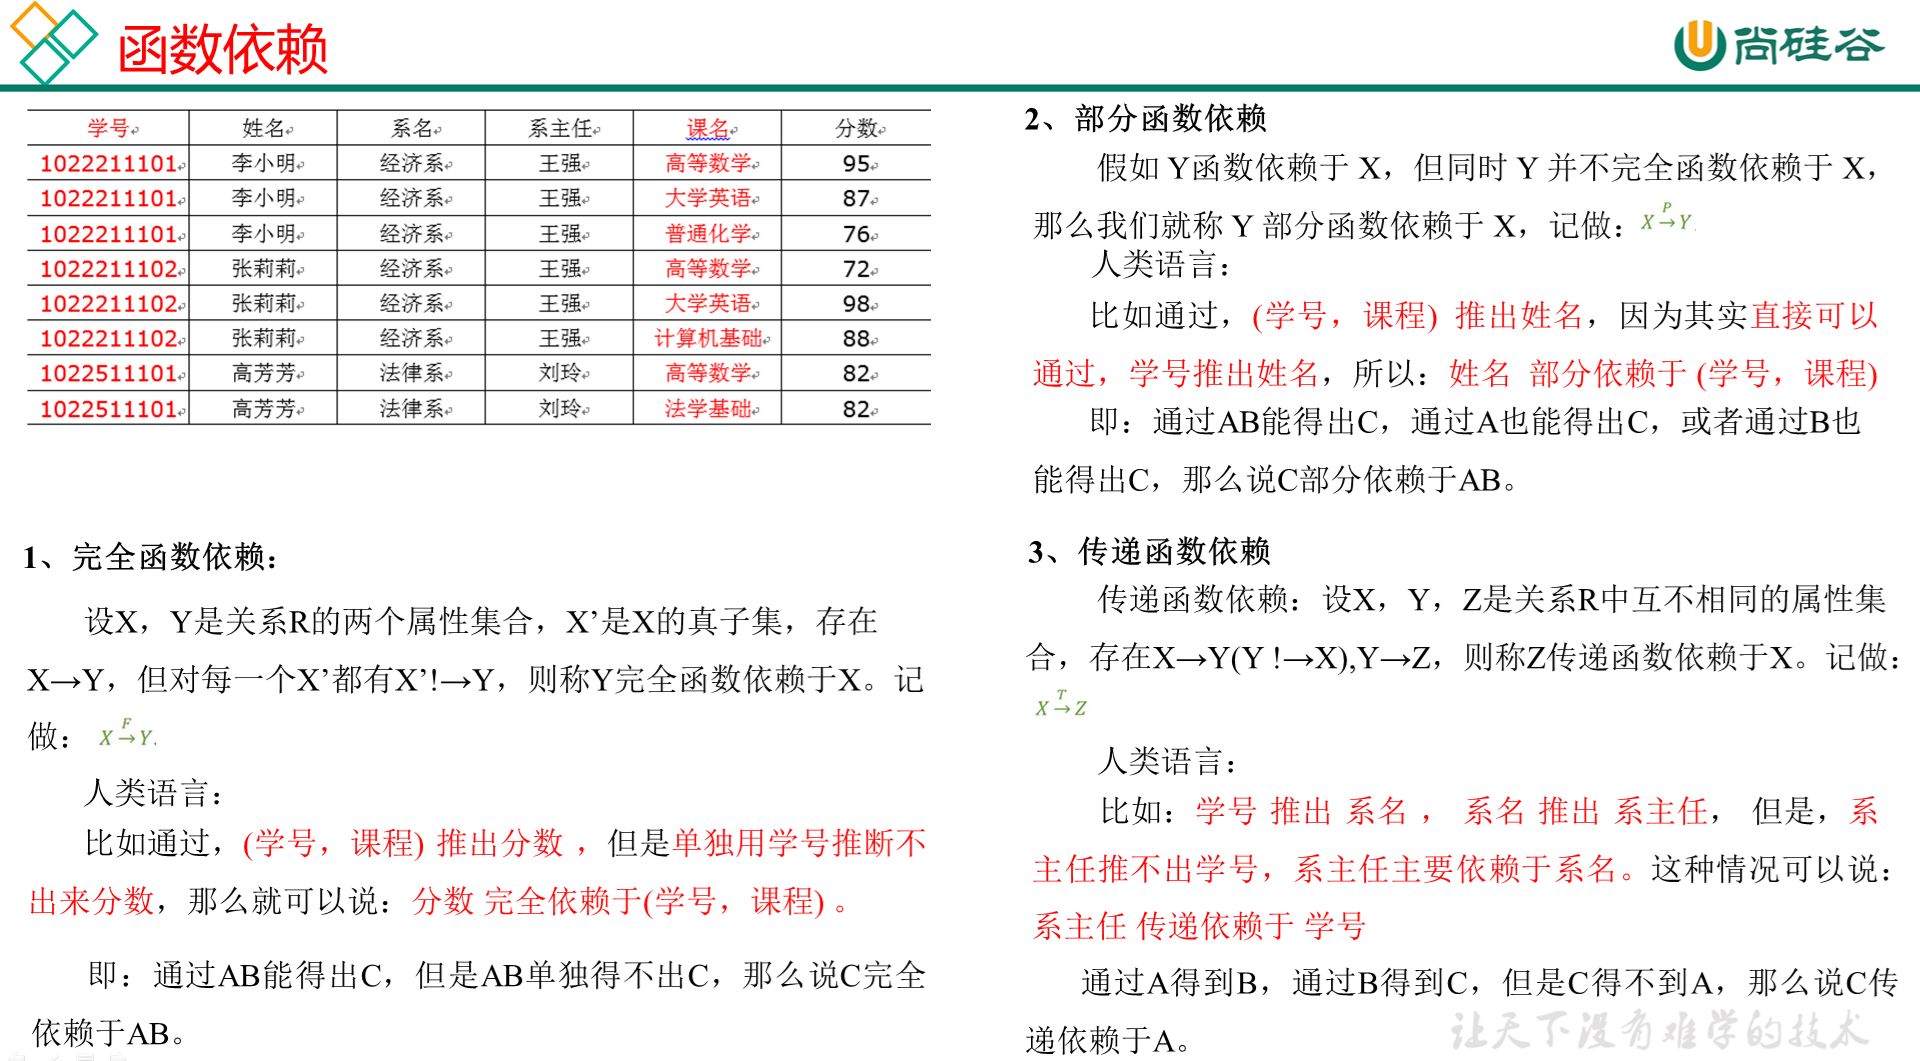 函数依赖
尚硅谷
学号 姓名 系名 系主任 课名 分数
1022211101 李小明 经济系 王强 高等数学 95
1022211101 李小明 经济系 王强 大学英语 87
1022211101 李小明 经济系 王强 普通化学 76
1022211102 张莉莉 经济系 王强 高等数学 72
1022211102 张莉莉 经济系 王强 大学英语 98
1022211102 张莉莉 经济系 王强 计算机基础 88
1022511101 高芳芳 法律系 刘玲 高等数学 82
1022511101 高芳芳 法律系 刘玲 法学基础 82
1、完全函数依赖：
设X，Y是关系R的两个属性集合，X’是X的真子集，存在
X→Y，但对每一个X’都有X’!→Y，则称Y完全函数依赖于X。记
做： X F→ Y.
人类语言：
比如通过，(学号，课程) 推出分数 ，但是单独用学号推断不
出来分数，那么就可以说：分数 完全依赖于(学号，课程) 。
即：通过AB能得出C，但是AB单独得不出C，那么说C完全
依赖于AB。
2、部分函数依赖
假如 Y函数依赖于 X，但同时 Y 并不完全函数依赖于 X，
那么我们就称 Y 部分函数依赖于 X，记做： X P→ Y.
人类语言：
比如通过，(学号，课程) 推出姓名，因为其实直接可以
通过，学号推出姓名，所以：姓名 部分依赖于 (学号，课程)
即：通过AB能得出C，通过A也能得出C，或者通过B也
能得出C，那么说C部分依赖于AB。
3、传递函数依赖
传递函数依赖：设X，Y，Z是关系R中互不相同的属性集
合，存在X→Y(Y !→X),Y→Z，则称Z传递函数依赖于X。记做：
X T→ Z
人类语言：
比如：学号 推出 系名 ， 系名 推出 系主任， 但是，系
主任推不出学号，系主任主要依赖于系名。这种情况可以说：
系主任 传递依赖于 学号
通过A得到B，通过B得到C，但是C得不到A，那么说C传
递依赖于A。
让天下没有难学的技术